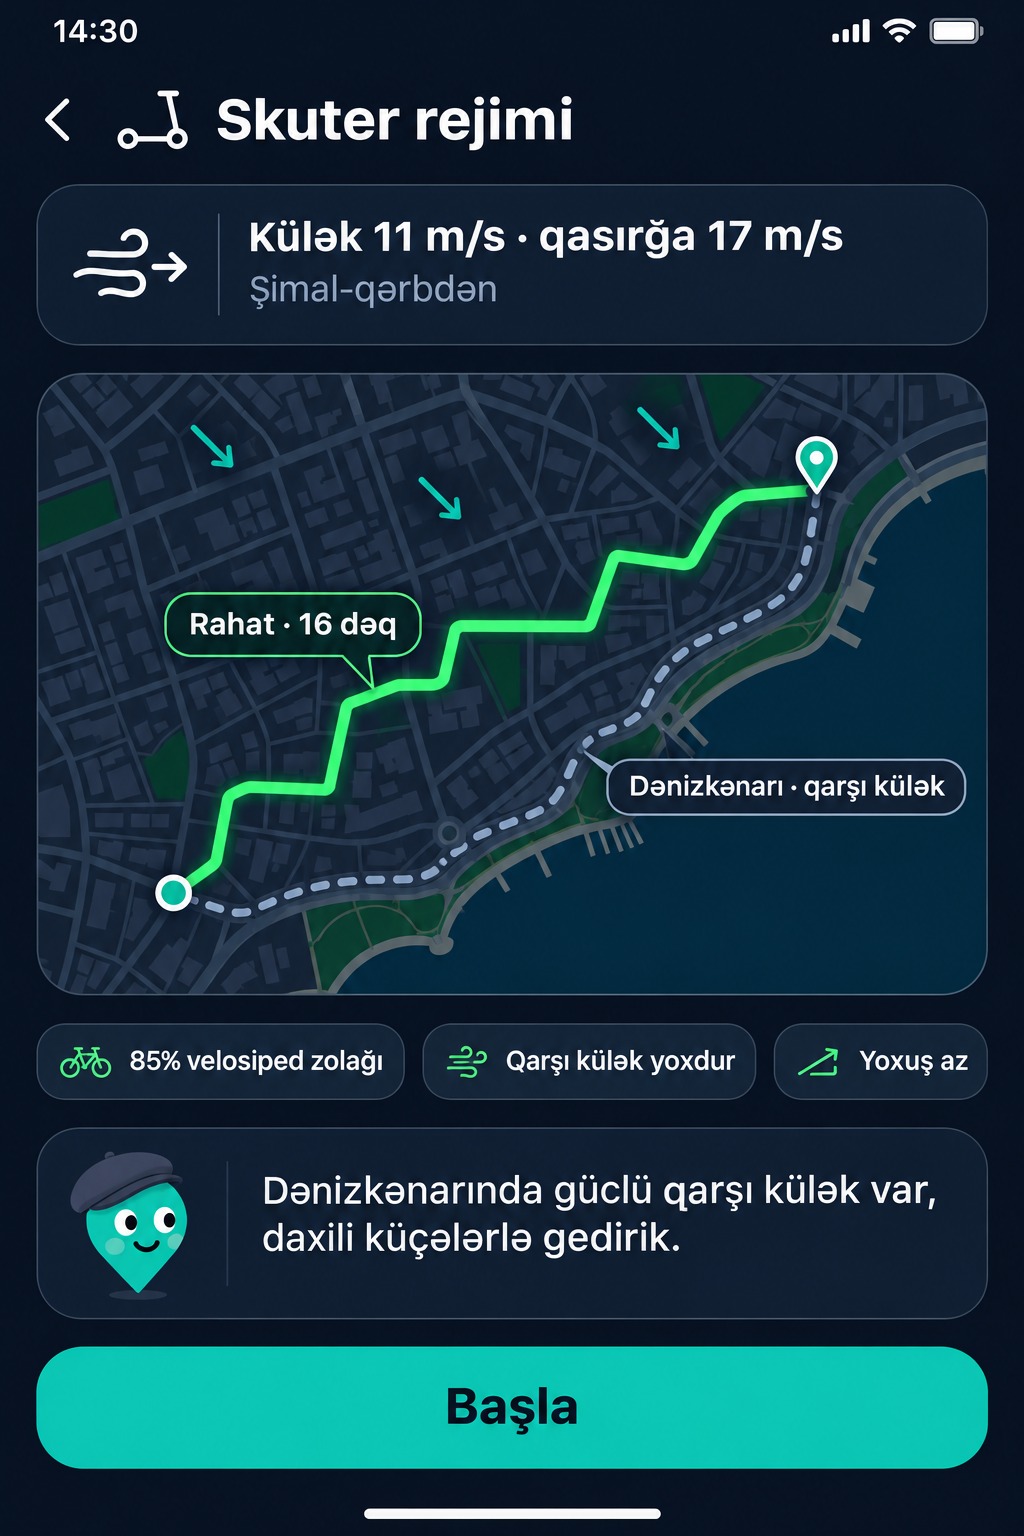 14:30
Skuter rejimi
Külək 11 m/s · qasırğa 17 m/s
Şimal-qərbdən
Rahat · 16 dəq
Dənizkənarı · qarşı külək
85% velosiped zolağı
Qarşı külək yoxdur
Yoxuş az
Dənizkənarında güclü qarşı külək var,
daxili küçələrlə gedirik.
Başla